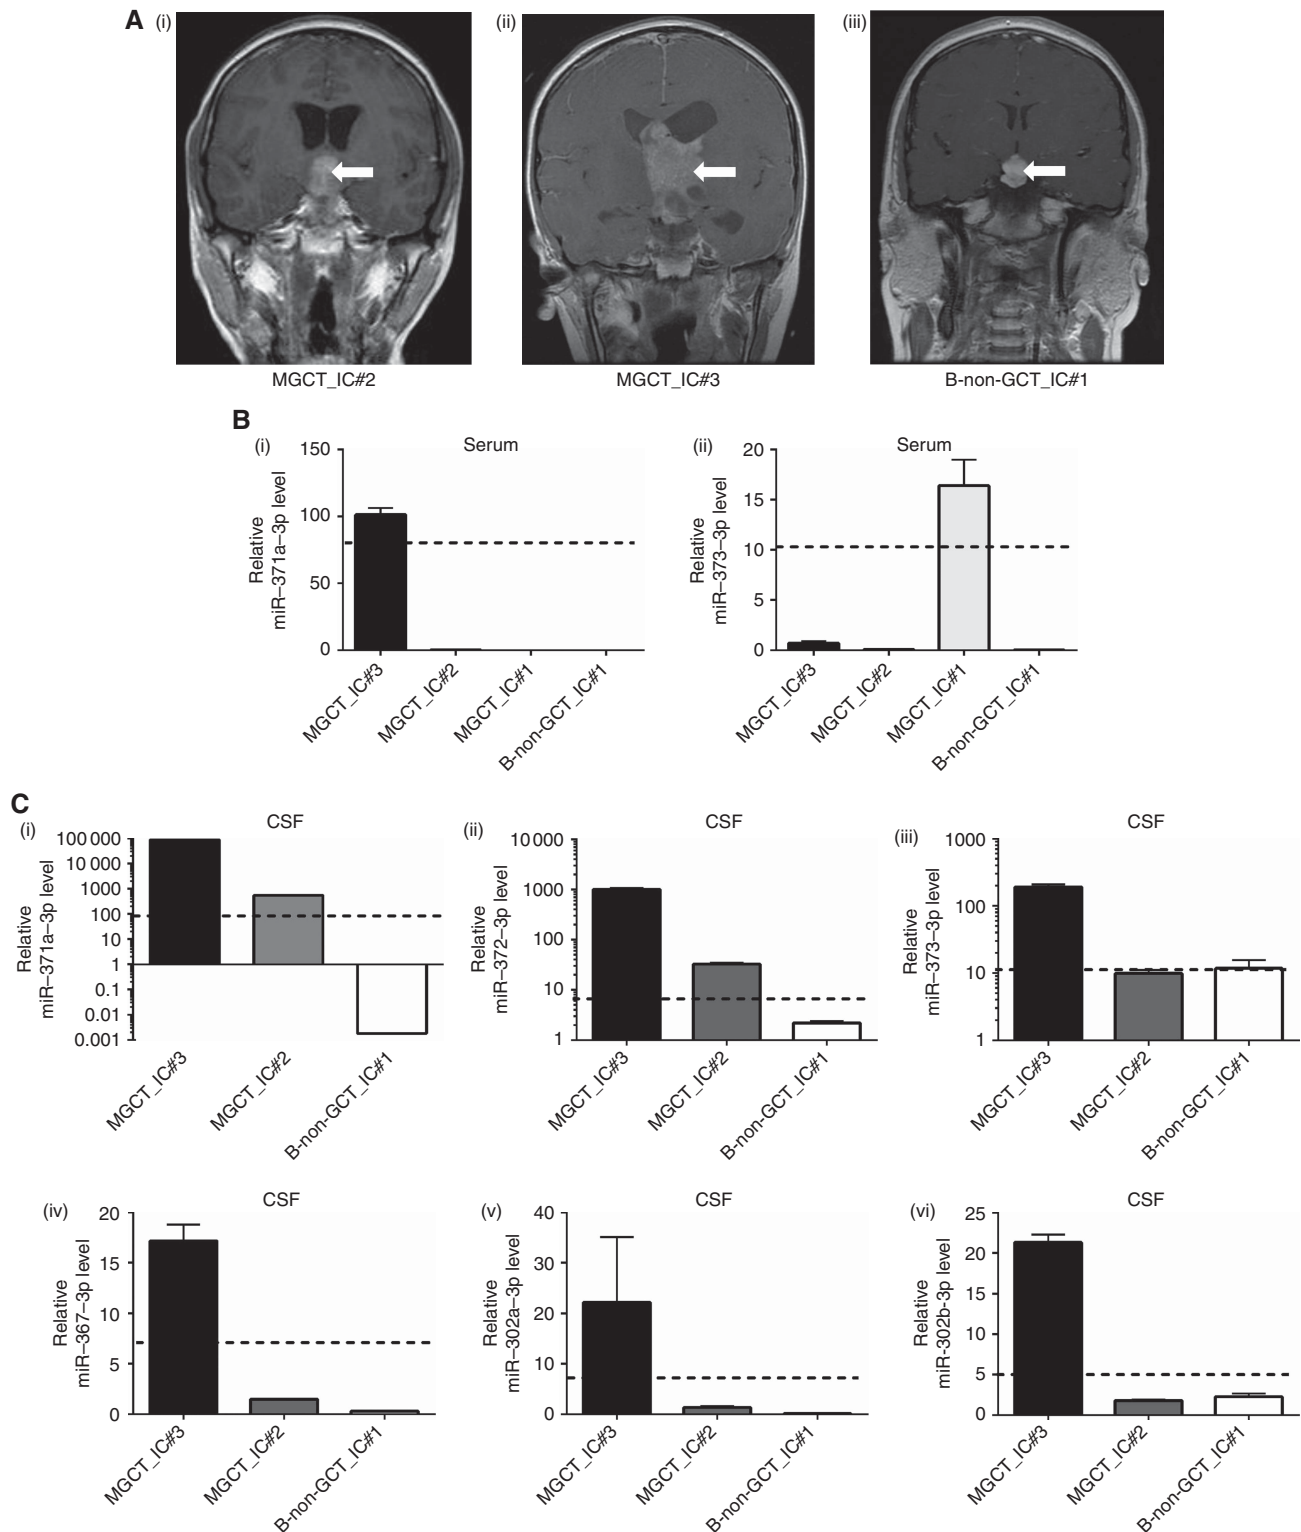 A (i) (ii) (iii)
MGCT_IC#2 MGCT_IC#3 B-non-GCT_IC#1
B
(i) Serum
Relative
miR–371a–3p level
150
100
50
0
MGCT_IC#3
MGCT_IC#2
MGCT_IC#1
B-non-GCT_IC#1
(ii) Serum
Relative
miR–373–3p level
20
15
10
5
0
MGCT_IC#3
MGCT_IC#2
MGCT_IC#1
B-non-GCT_IC#1
C
(i) CSF
Relative
miR–371a–3p level
100 000
10 000
1000
100
10
1
0.1
0.01
0.001
MGCT_IC#3
MGCT_IC#2
B-non-GCT_IC#1
(ii) CSF
Relative
miR–372–3p level
10 000
1000
100
10
1
MGCT_IC#3
MGCT_IC#2
B-non-GCT_IC#1
(iii) CSF
Relative
miR–373–3p level
1000
100
10
1
MGCT_IC#3
MGCT_IC#2
B-non-GCT_IC#1
(iv) CSF
Relative
miR–367–3p level
20
15
10
5
0
MGCT_IC#3
MGCT_IC#2
B-non-GCT_IC#1
(v) CSF
Relative
miR–302a–3p level
40
30
20
10
0
MGCT_IC#3
MGCT_IC#2
B-non-GCT_IC#1
(vi) CSF
Relative
miR-302b-3p level
25
20
15
10
5
0
MGCT_IC#3
MGCT_IC#2
B-non-GCT_IC#1